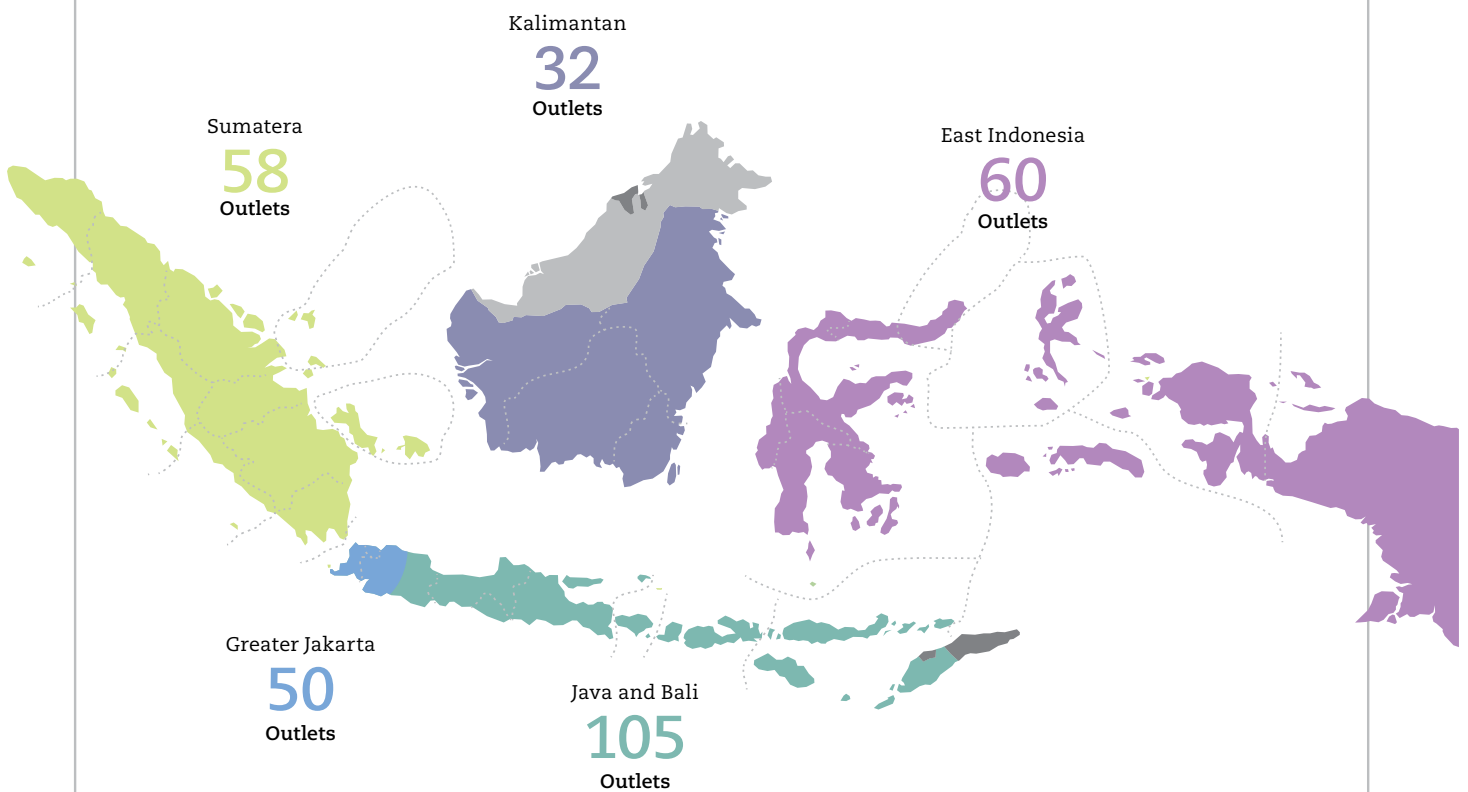 Kalimantan
32
Outlets
Sumatera
58
Outlets
East Indonesia
60
Outlets
Greater Jakarta
50
Outlets
Java and Bali
105
Outlets